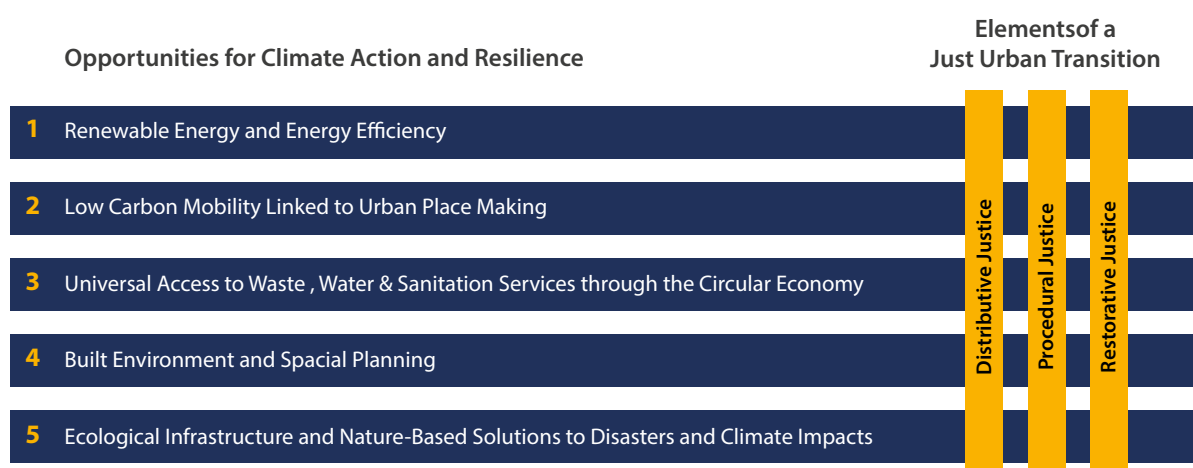 Opportunities for Climate Action and Resilience
Elementsof a
Just Urban Transition
1 Renewable Energy and Energy Efficiency
2 Low Carbon Mobility Linked to Urban Place Making
3 Universal Access to Waste , Water & Sanitation Services through the Circular Economy
4 Built Environment and Spacial Planning
5 Ecological Infrastructure and Nature-Based Solutions to Disasters and Climate Impacts
Distributive Justice
Procedural Justice
Restorative Justice